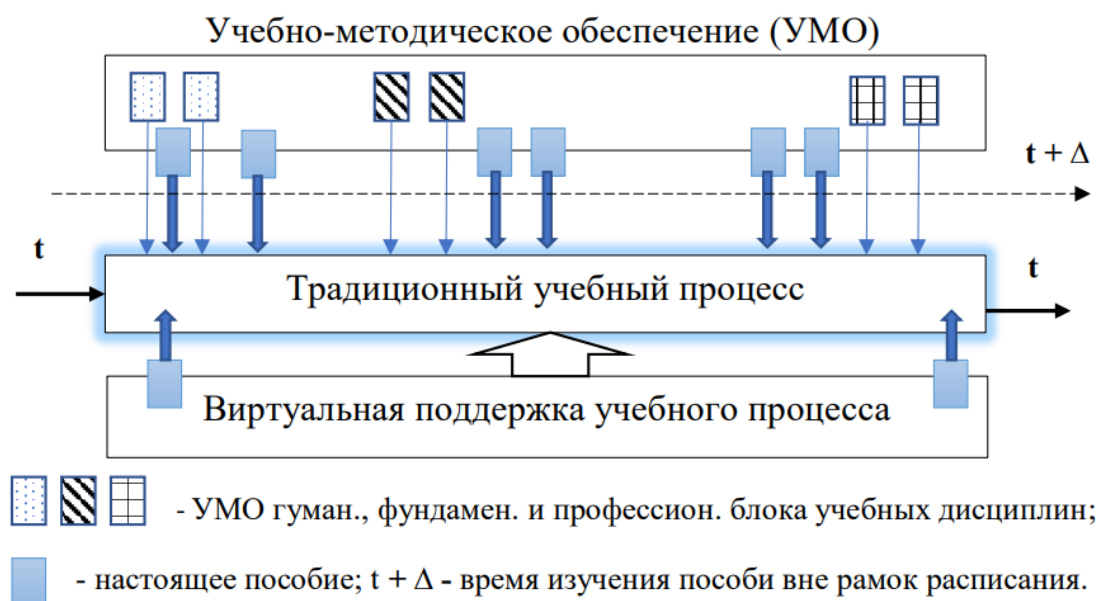 Учебно-методическое обеспечение (УМО)
t + Δ
t
t
Традиционный учебный процесс
Виртуальная поддержка учебного процесса
- УМО гуман., фундамен. и профессион. блока учебных дисциплин;
- настоящее пособие; t + Δ - время изучения пособи вне рамок расписания.